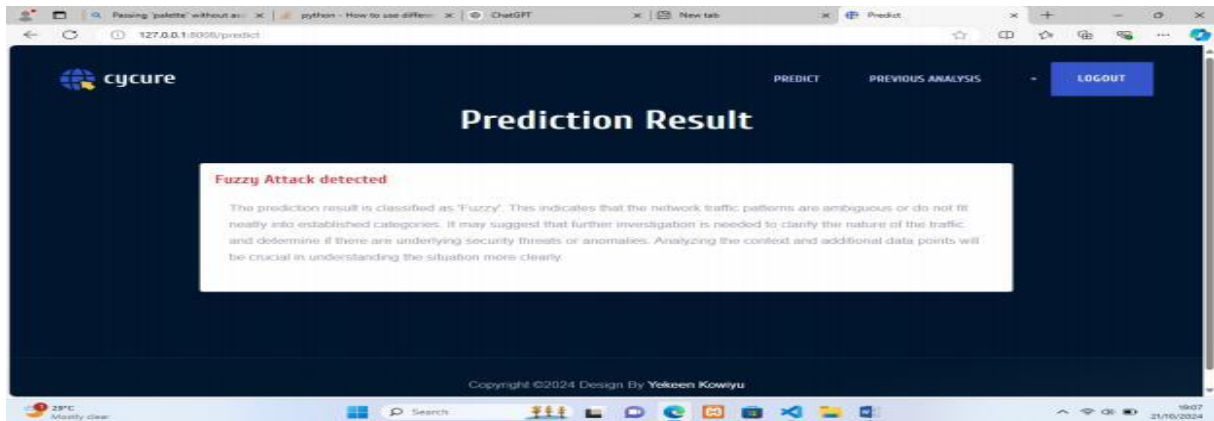 Passing 'palette' without as
python - How to use differen
ChatGPT
New tab
Predict
127.0.0.1:8000/predict
cycure
PREDICT
PREVIOUS ANALYSIS
LOGOUT
Prediction Result
Fuzzy Attack detected
The prediction result is classified as 'Fuzzy'. This indicates that the network traffic patterns are ambiguous or do not fit
neatly into established categories. It may suggest that further investigation is needed to clarify the nature of the traffic
and determine if there are underlying security threats or anomalies. Analyzing the context and additional data points will
be crucial in understanding the situation more clearly.
Copyright ©2024 Design By Yekeen Kowiyu
Mostly clear
Search
19:07
21/10/2024